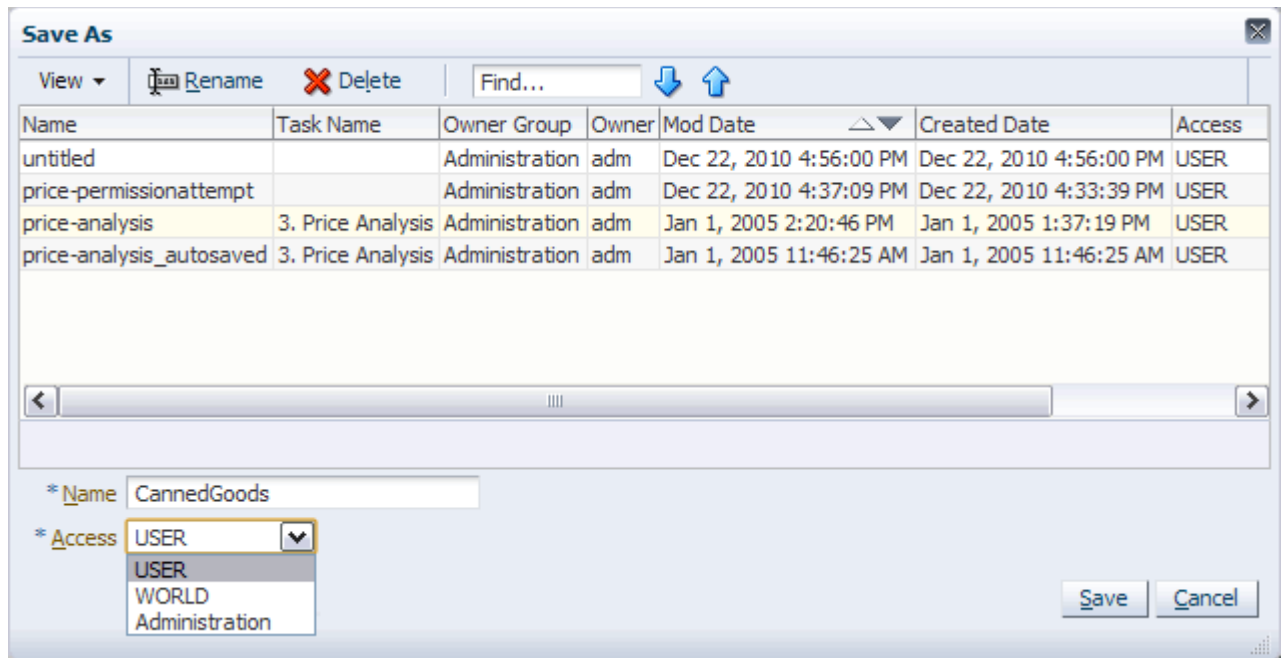 Save As
View Rename Delete Find...
Name Task Name Owner Group Owner Mod Date Created Date Access
untitled Administration adm Dec 22, 2010 4:56:00 PM Dec 22, 2010 4:56:00 PM USER
price-permissionattempt Administration adm Dec 22, 2010 4:37:09 PM Dec 22, 2010 4:33:39 PM USER
price-analysis 3. Price Analysis Administration adm Jan 1, 2005 2:20:46 PM Jan 1, 2005 1:37:19 PM USER
price-analysis_autosaved 3. Price Analysis Administration adm Jan 1, 2005 11:46:25 AM Jan 1, 2005 11:46:25 AM USER
* Name CannedGoods
* Access USER
USER
WORLD
Administration
Save Cancel